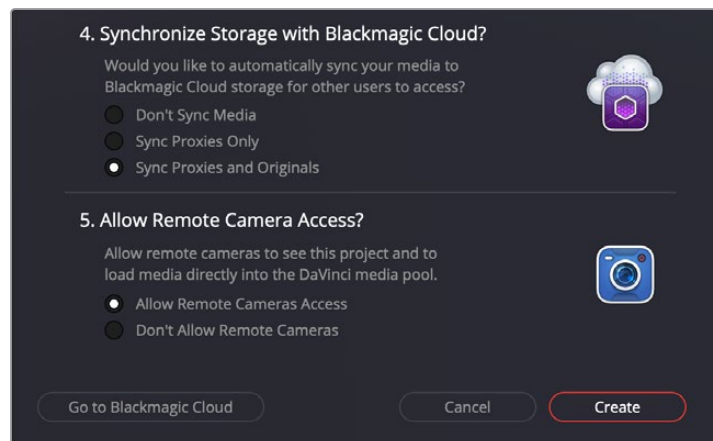 4. Synchronize Storage with Blackmagic Cloud?
Would you like to automatically sync your media to
Blackmagic Cloud storage for other users to access?
Don't Sync Media
Sync Proxies Only
Sync Proxies and Originals
5. Allow Remote Camera Access?
Allow remote cameras to see this project and to
load media directly into the DaVinci media pool.
Allow Remote Cameras Access
Don't Allow Remote Cameras
Go to Blackmagic Cloud
Cancel
Create